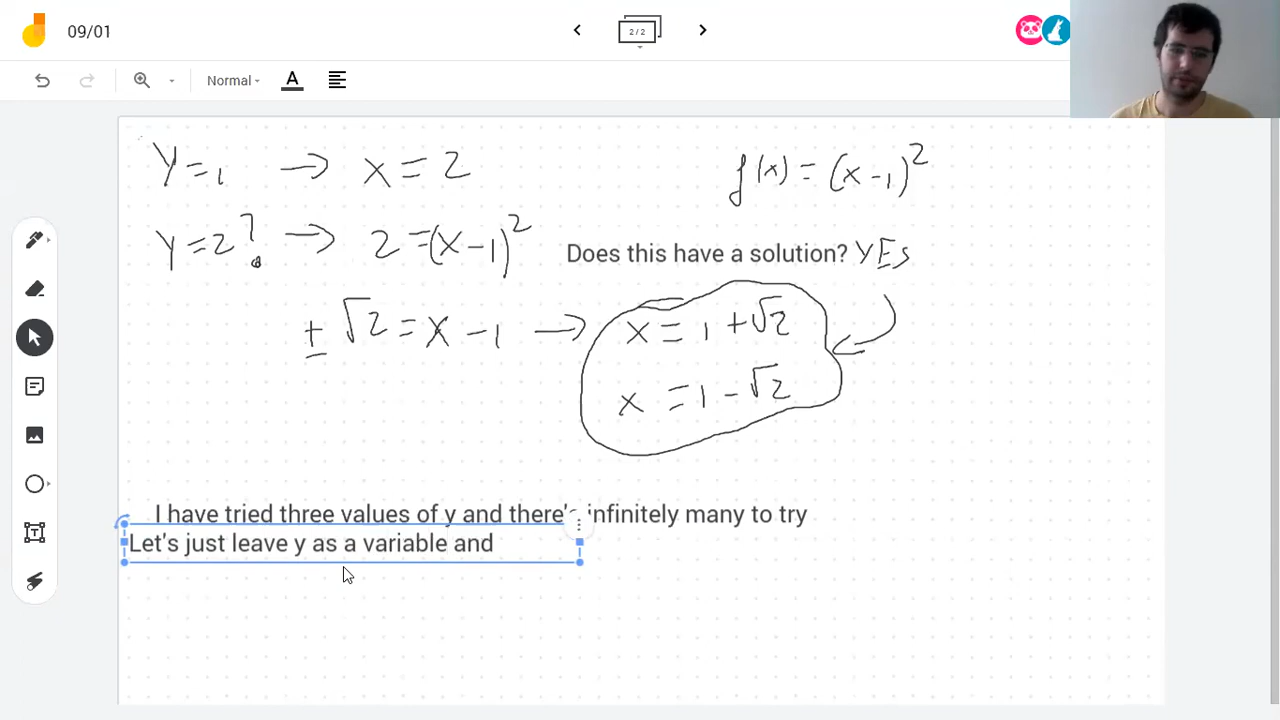 09/01
2 / 2
Normal
A
Y=1 → x=2
f(x) = (x-1)²
Y=2? → 2=(x-1)²
Does this have a solution? YES
± √2 = x - 1 → x = 1 + √2
x = 1 - √2
I have tried three values of y and there's infinitely many to try
Let's just leave y as a variable and